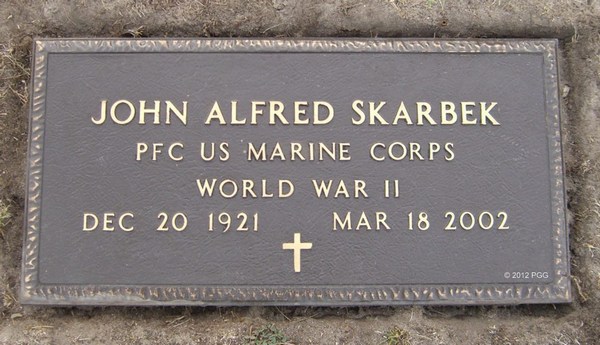 JOHN ALFRED SKARBEK
PFC US MARINE CORPS
WORLD WAR II
DEC 20 1921 MAR 18 2002
© 2012 PGG